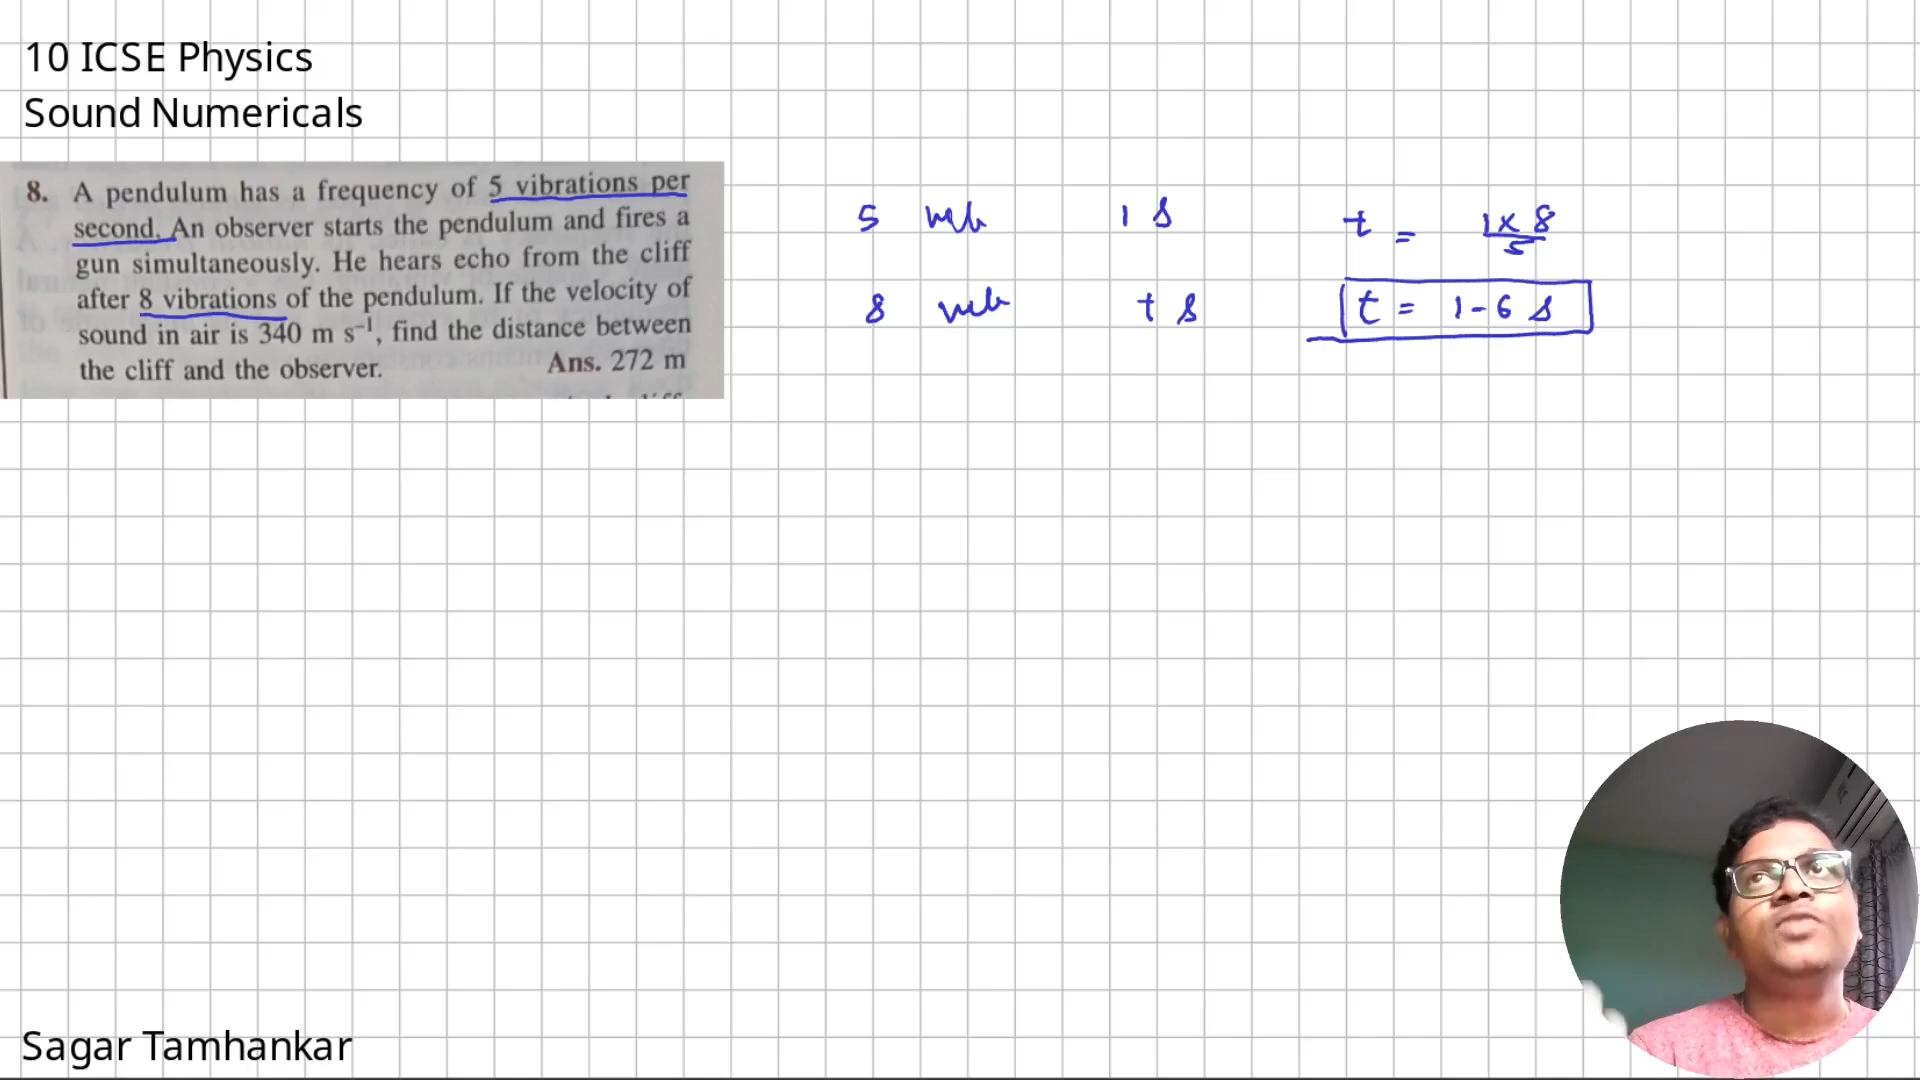 10 ICSE Physics
Sound Numericals
8. A pendulum has a frequency of 5 vibrations per
second. An observer starts the pendulum and fires a
gun simultaneously. He hears echo from the cliff
after 8 vibrations of the pendulum. If the velocity of
sound in air is 340 m s⁻¹, find the distance between
the cliff and the observer. Ans. 272 m
5 vib 1 s
8 vib t s
t = 1 x 8
5
t = 1.6 s
Sagar Tamhankar